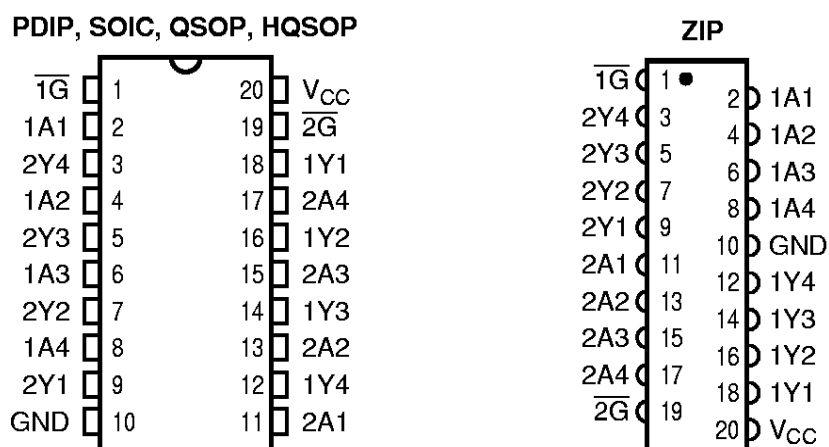 PDIP, SOIC, QSOP, HQSOP
1G 1 20 VCC
1A1 2 19 2G
2Y4 3 18 1Y1
1A2 4 17 2A4
2Y3 5 16 1Y2
1A3 6 15 2A3
2Y2 7 14 1Y3
1A4 8 13 2A2
2Y1 9 12 1Y4
GND 10 11 2A1
ZIP
1G 1
2 1A1
2Y4 3
4 1A2
2Y3 5
6 1A3
2Y2 7
8 1A4
2Y1 9
10 GND
2A1 11
12 1Y4
2A2 13
14 1Y3
2A3 15
16 1Y2
2A4 17
18 1Y1
2G 19
20 VCC